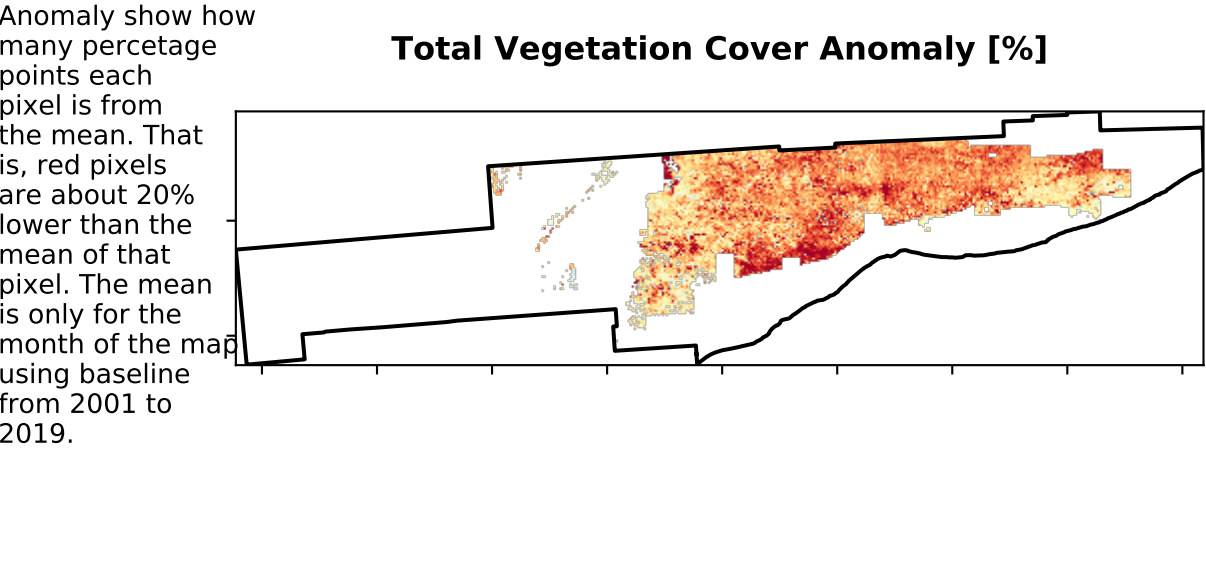 Anomaly show how
many percetage
points each
pixel is from
the mean. That
is, red pixels
are about 20%
lower than the
mean of that
pixel. The mean
is only for the
month of the map
using baseline
from 2001 to
2019.
Total Vegetation Cover Anomaly [%]